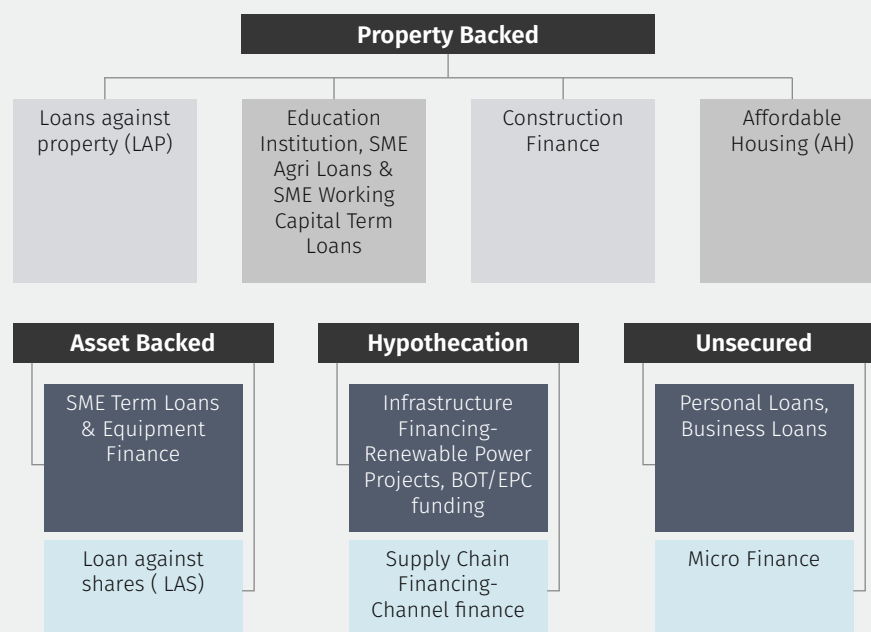 Property Backed
Loans against
property (LAP)
Education
Institution, SME
Agri Loans &
SME Working
Capital Term
Loans
Construction
Finance
Affordable
Housing (AH)
Asset Backed
SME Term Loans
& Equipment
Finance
Loan against
shares ( LAS)
Hypothecation
Infrastructure
Financing-
Renewable Power
Projects, BOT/EPC
funding
Supply Chain
Financing-
Channel finance
Unsecured
Personal Loans,
Business Loans
Micro Finance